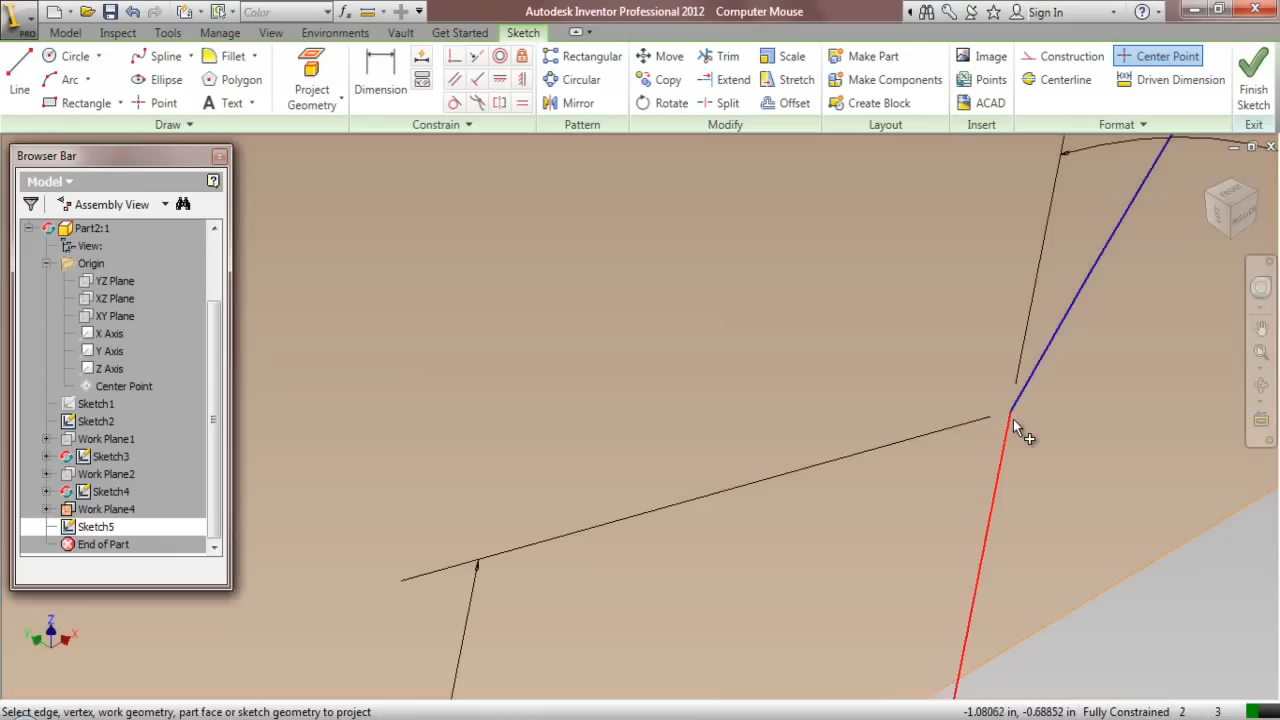 PRO
Color
Autodesk Inventor Professional 2012 Computer Mouse
Sign In
Model Inspect Tools Manage View Environments Vault Get Started Sketch
Line
Circle
Arc
Rectangle
Spline
Ellipse
Point
Fillet
Polygon
Text
Draw
Project Geometry
Dimension
Constrain
Rectangular
Circular
Mirror
Pattern
Move
Copy
Rotate
Trim
Extend
Split
Scale
Stretch
Offset
Modify
Make Part
Make Components
Create Block
Layout
Image
Points
ACAD
Insert
Construction
Centerline
Center Point
Driven Dimension
Format
Finish Sketch
Exit
Browser Bar
Model
Assembly View
Part2:1
View:
Origin
YZ Plane
XZ Plane
XY Plane
X Axis
Y Axis
Z Axis
Center Point
Sketch1
Sketch2
Work Plane1
Sketch3
Work Plane2
Sketch4
Work Plane4
Sketch5
End of Part
Z
Y
X
Select edge, vertex, work geometry, part face or sketch geometry to project
-1.08062 in, -0.68852 in Fully Constrained 2 3